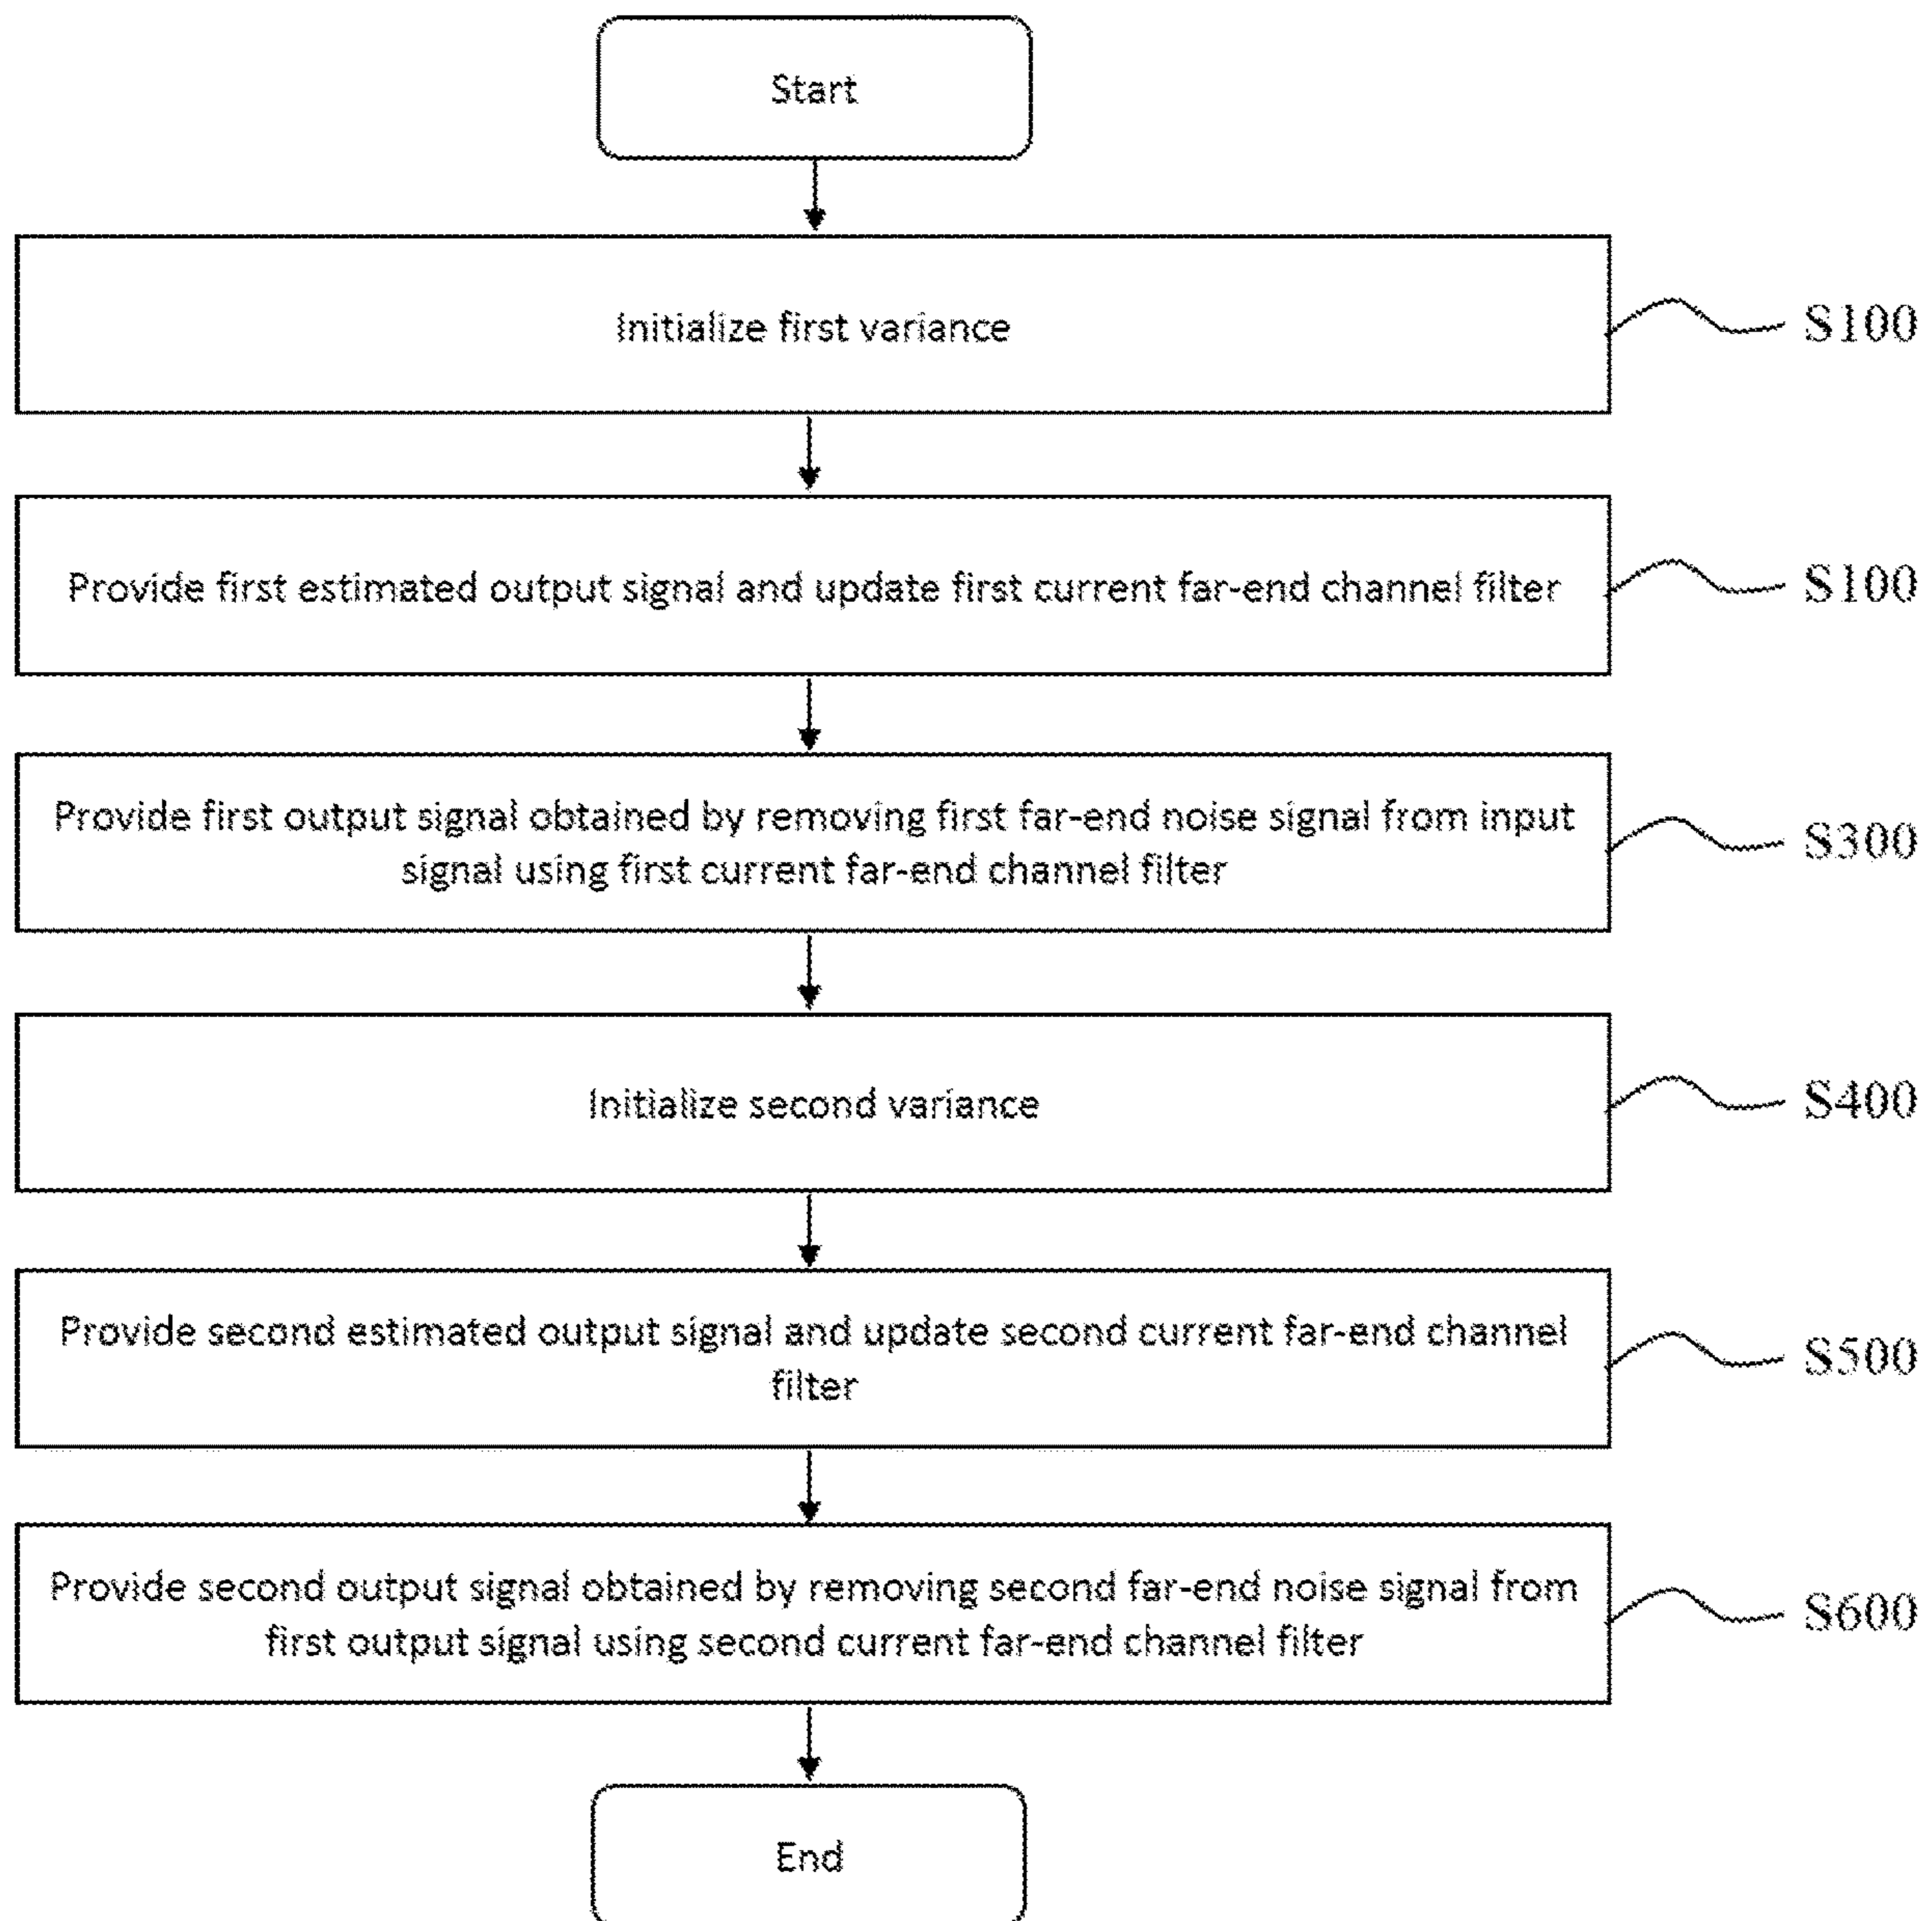 Start
Initialize first variance
S100
Provide first estimated output signal and update first current far-end channel filter
S100
Provide first output signal obtained by removing first far-end noise signal from input
signal using first current far-end channel filter
S300
Initialize second variance
S400
Provide second estimated output signal and update second current far-end channel
filter
S500
Provide second output signal obtained by removing second far-end noise signal from
first output signal using second current far-end channel filter
S600
End